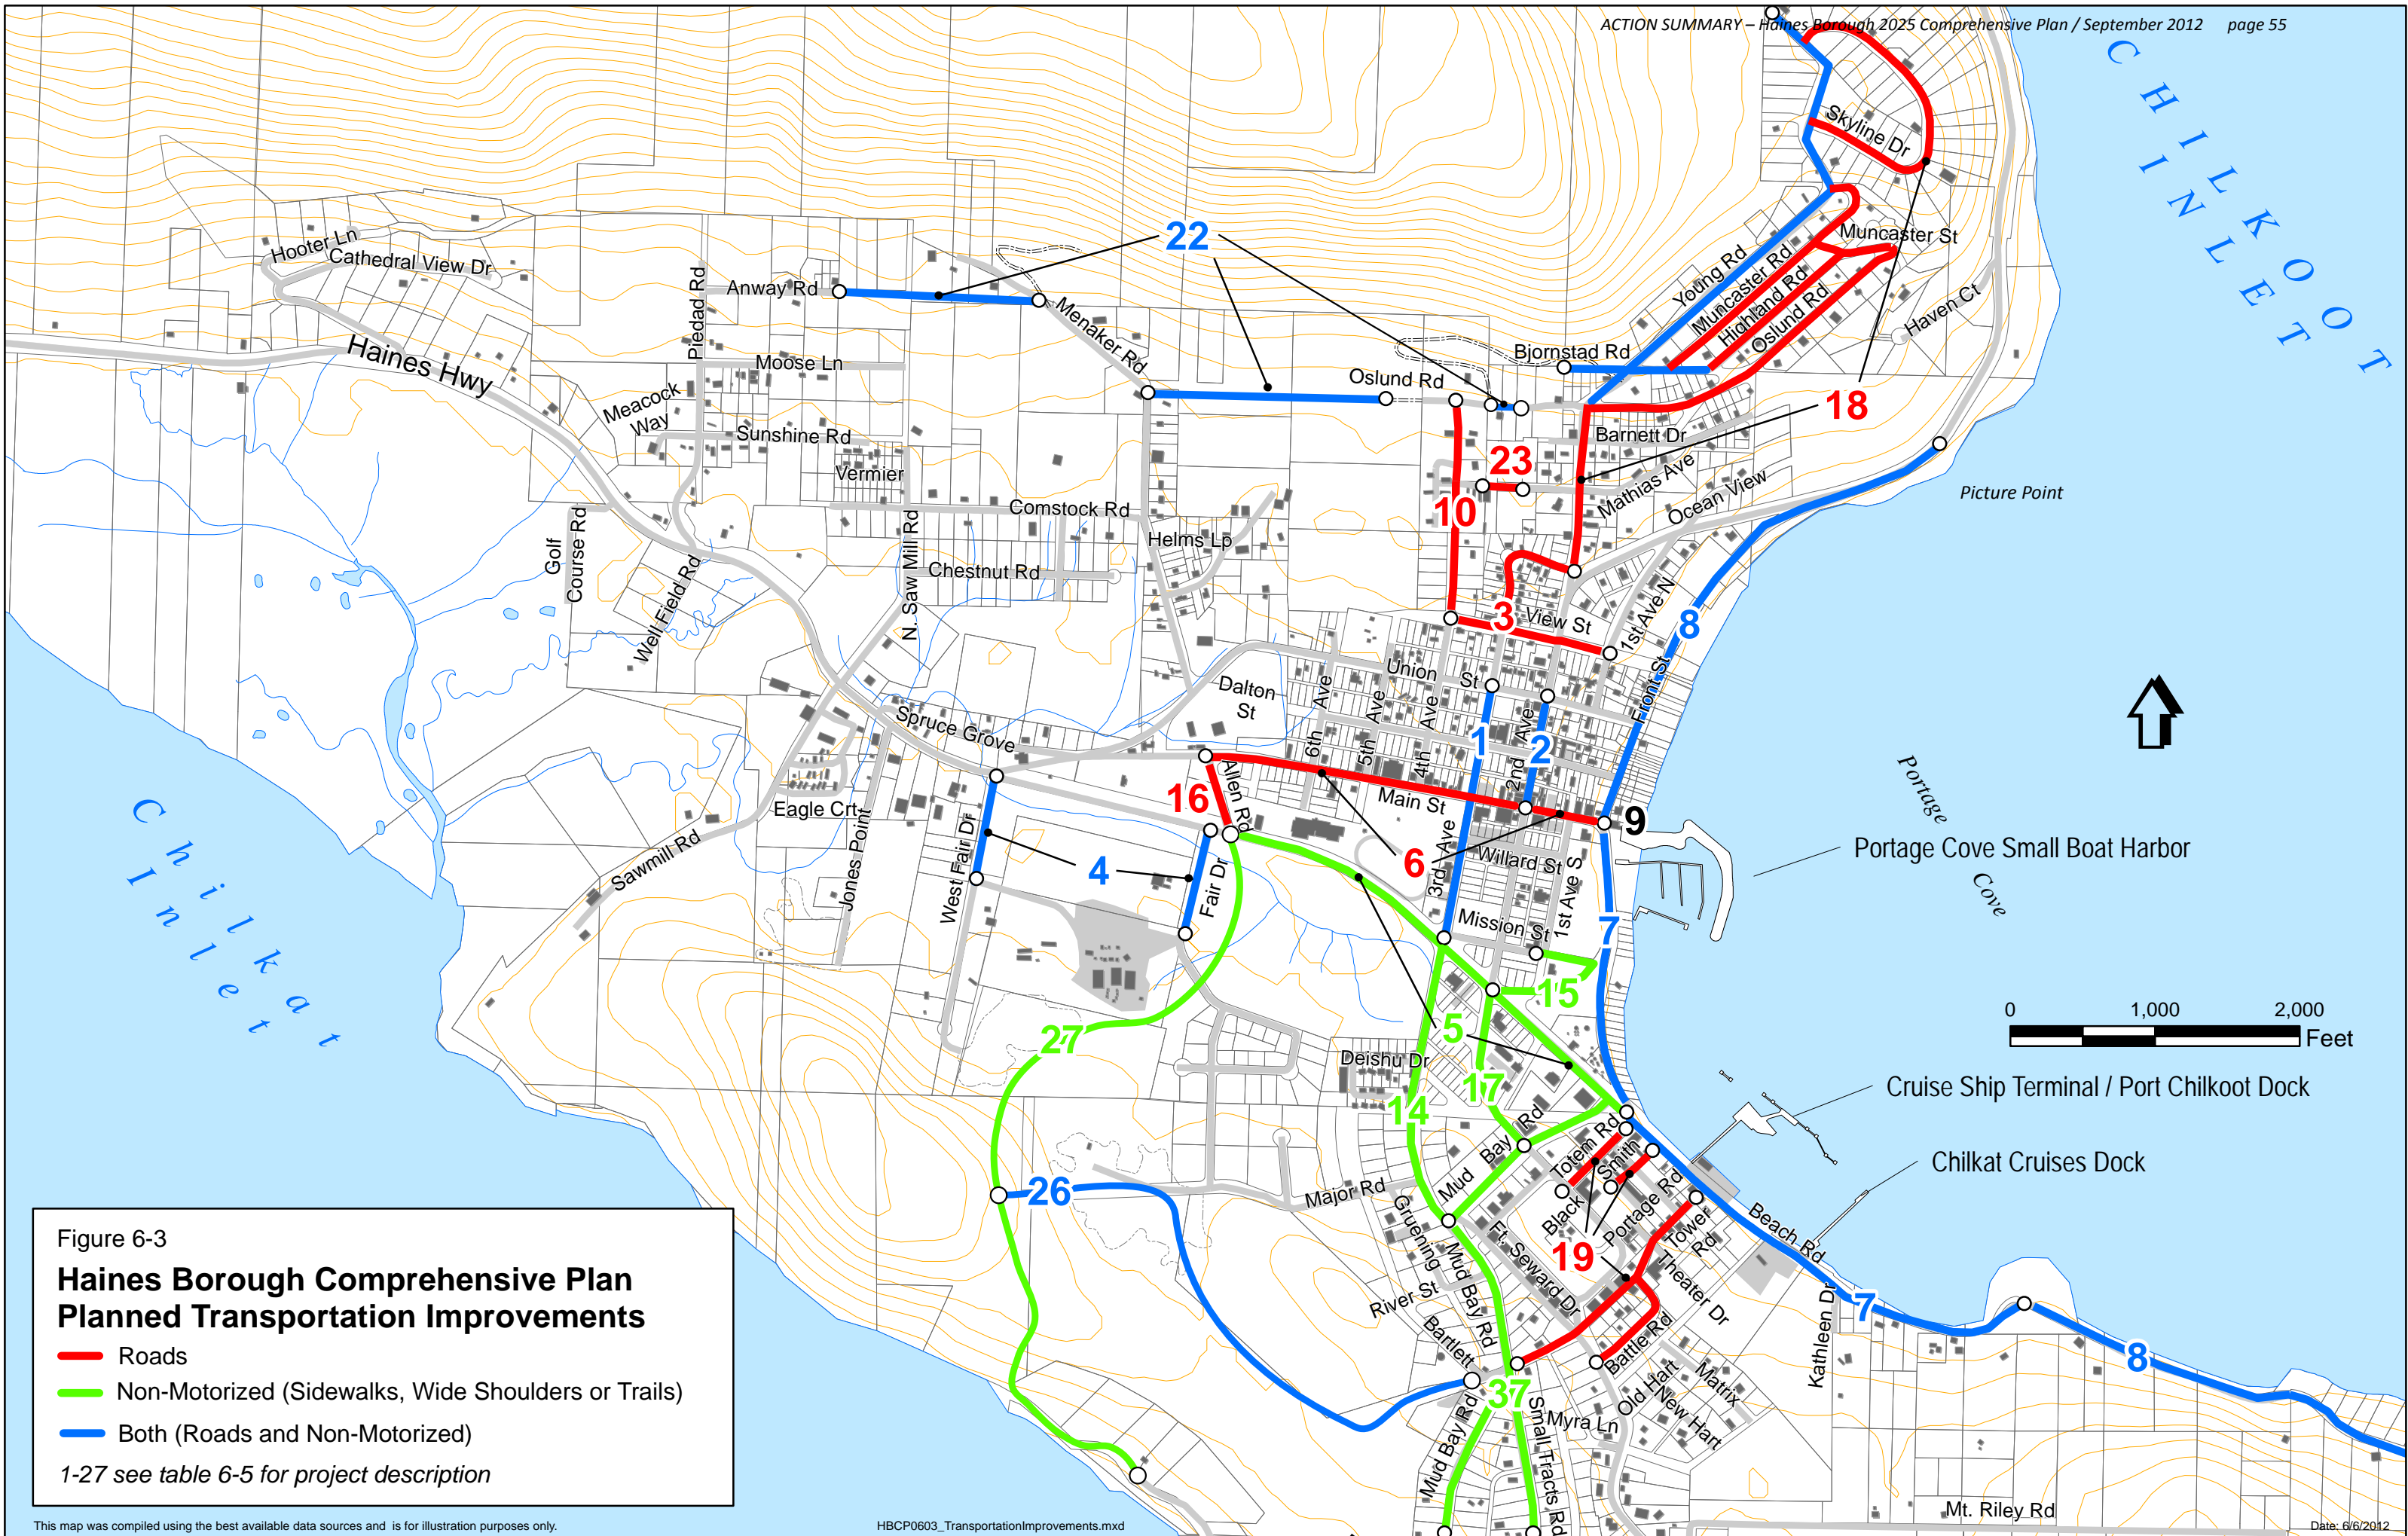 ACTION SUMMARY – Haines Borough 2025 Comprehensive Plan / September 2012 page 55
CHILKOOT
INLET
Skyline Dr
Muncaster St
Young Rd
Muncaster Rd
Highland Rd
Oslund Rd
Haven Ct
22
Hooter Ln
Cathedral View Dr
Piedad Rd
Anway Rd
Menaker Rd
Haines Hwy
Moose Ln
Bjornstad Rd
Oslund Rd
18
Meacock
Way
Sunshine Rd
Vermier
Barnett Dr
23
Mathias Ave
Ocean View
Picture Point
10
Golf
Course Rd
Comstock Rd
Helms Lp
Well Field Rd
N. Saw Mill Rd
Chestnut Rd
3
View St
1st Ave N
8
Union St
Front St
Dalton
St
6th Ave
5th Ave
4th Ave
1
2nd Ave
2
Spruce Grove
Allen Rd
16
Main St
9
Portage
Cove
Portage Cove Small Boat Harbor
Eagle Crt
Jones Point
Sawmill Rd
West Fair Dr
4
Fair Dr
6
3rd Ave
Willard St
1st Ave S
Mission St
7
Chilkat
Inlet
15
27
5
0 1,000 2,000
Feet
Deishu Dr
17
14
Cruise Ship Terminal / Port Chilkoot Dock
Mud Bay Rd
Totem Rd
Smith
Chilkat Cruises Dock
26
Major Rd
Gruening
Black
Portage Rd
Tower
Rd
Beach Rd
Ft. Seward Dr
19
Theater Dr
River St
Mud Bay Rd
Bartlett
Battle Rd
Kathleen Dr
7
8
Old Hart
Matrix
New Hart
37
Myra Ln
Mud Bay Rd
Small Tracts Rd
Mt. Riley Rd
Figure 6-3
Haines Borough Comprehensive Plan
Planned Transportation Improvements
Roads
Non-Motorized (Sidewalks, Wide Shoulders or Trails)
Both (Roads and Non-Motorized)
1-27 see table 6-5 for project description
This map was compiled using the best available data sources and is for illustration purposes only.
HBCP0603_TransportationImprovements.mxd
Date: 6/6/2012